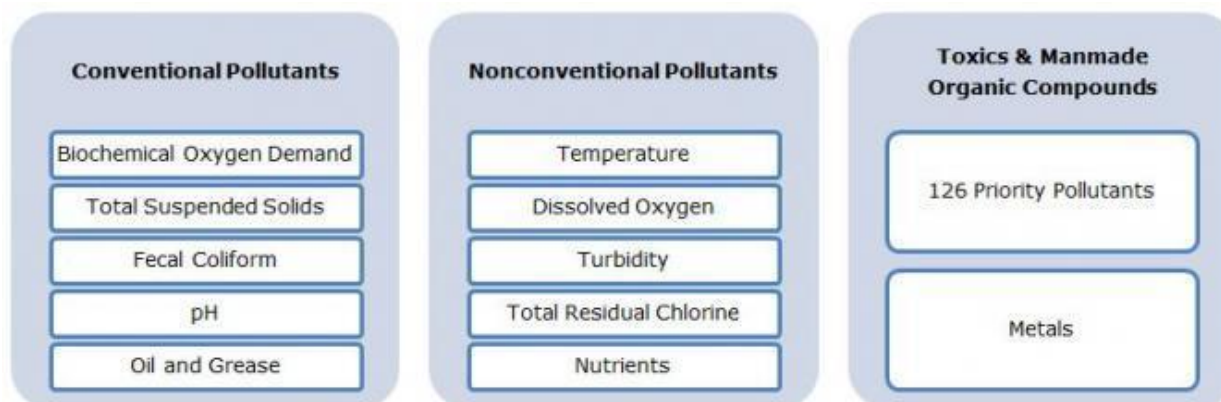 Conventional Pollutants
Biochemical Oxygen Demand
Total Suspended Solids
Fecal Coliform
pH
Oil and Grease
Nonconventional Pollutants
Temperature
Dissolved Oxygen
Turbidity
Total Residual Chlorine
Nutrients
Toxics & Manmade
Organic Compounds
126 Priority Pollutants
Metals